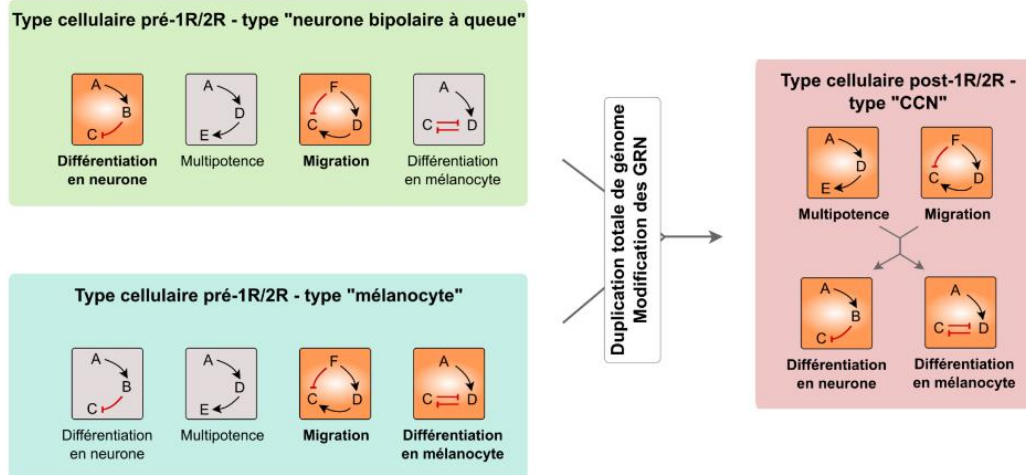 Type cellulaire pré-1R/2R - type "neurone bipolaire à queue"
A
B
C
Différentiation
en neurone
A
D
E
Multipotence
F
C
D
Migration
A
C
D
Différentiation
en mélanocyte
Type cellulaire pré-1R/2R - type "mélanocyte"
A
B
C
Différentiation
en neurone
A
D
E
Multipotence
F
C
D
Migration
A
C
D
Différentiation
en mélanocyte
Duplication totale de génome
Modification des GRN
Type cellulaire post-1R/2R -
type "CCN"
A
D
E
Multipotence
F
C
D
Migration
A
B
C
Différentiation
en neurone
A
C
D
Différentiation
en mélanocyte